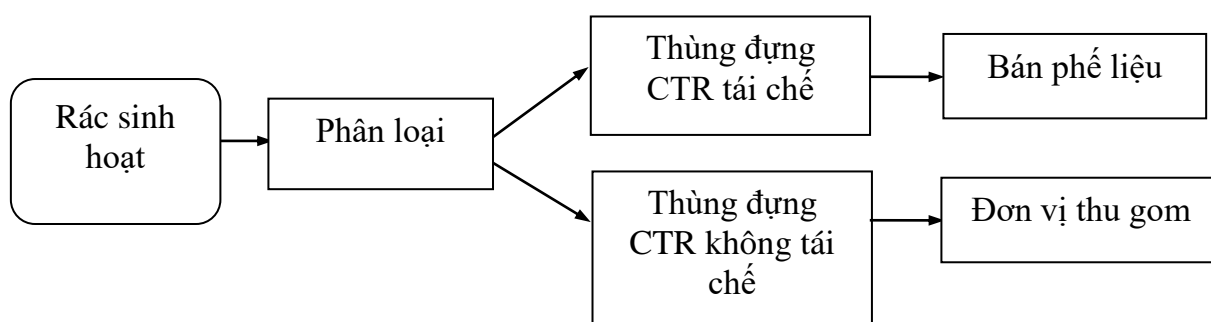 Rác sinh
hoạt
Phân loại
Thùng đựng
CTR tái chế
Bán phế liệu
Thùng đựng
CTR không tái
chế
Đơn vị thu gom